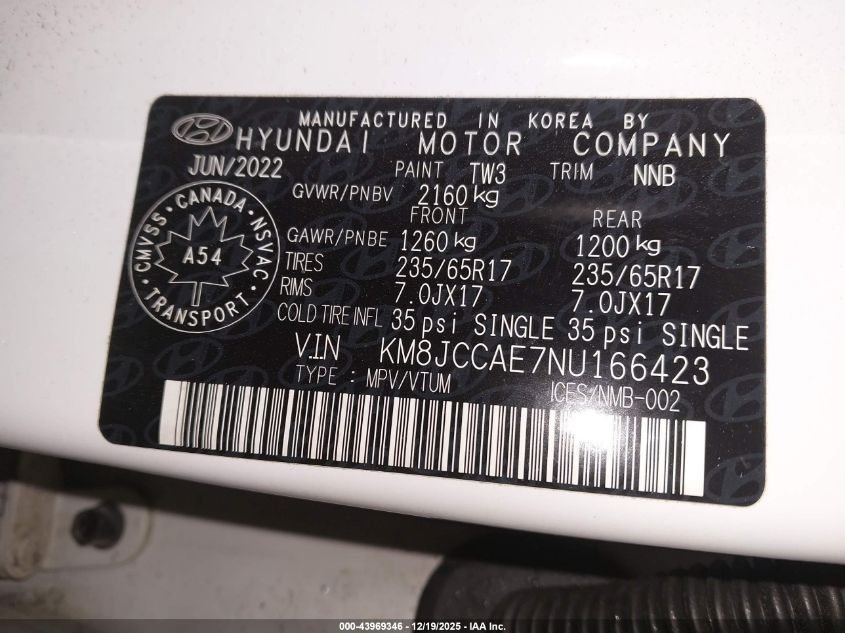 MANUFACTURED IN KOREA BY
HYUNDAI MOTOR COMPANY
JUN/2022 PAINT TW3 TRIM NNB
GVWR/PNBV 2160 kg
FRONT REAR
GAWR/PNBE 1260 kg 1200 kg
TIRES 235/65R17 235/65R17
RIMS 7.0JX17 7.0JX17
COLD TIRE INFL 35 psi SINGLE 35 psi SINGLE
CMVSS · CANADA · NSVAC · TRANSPORT ·
A54
V.I.N KM8JCCAE7NU166423
TYPE : MPV/VTUM ICES/NMB-002
000-43969346 - 12/19/2025 - IAA Inc.